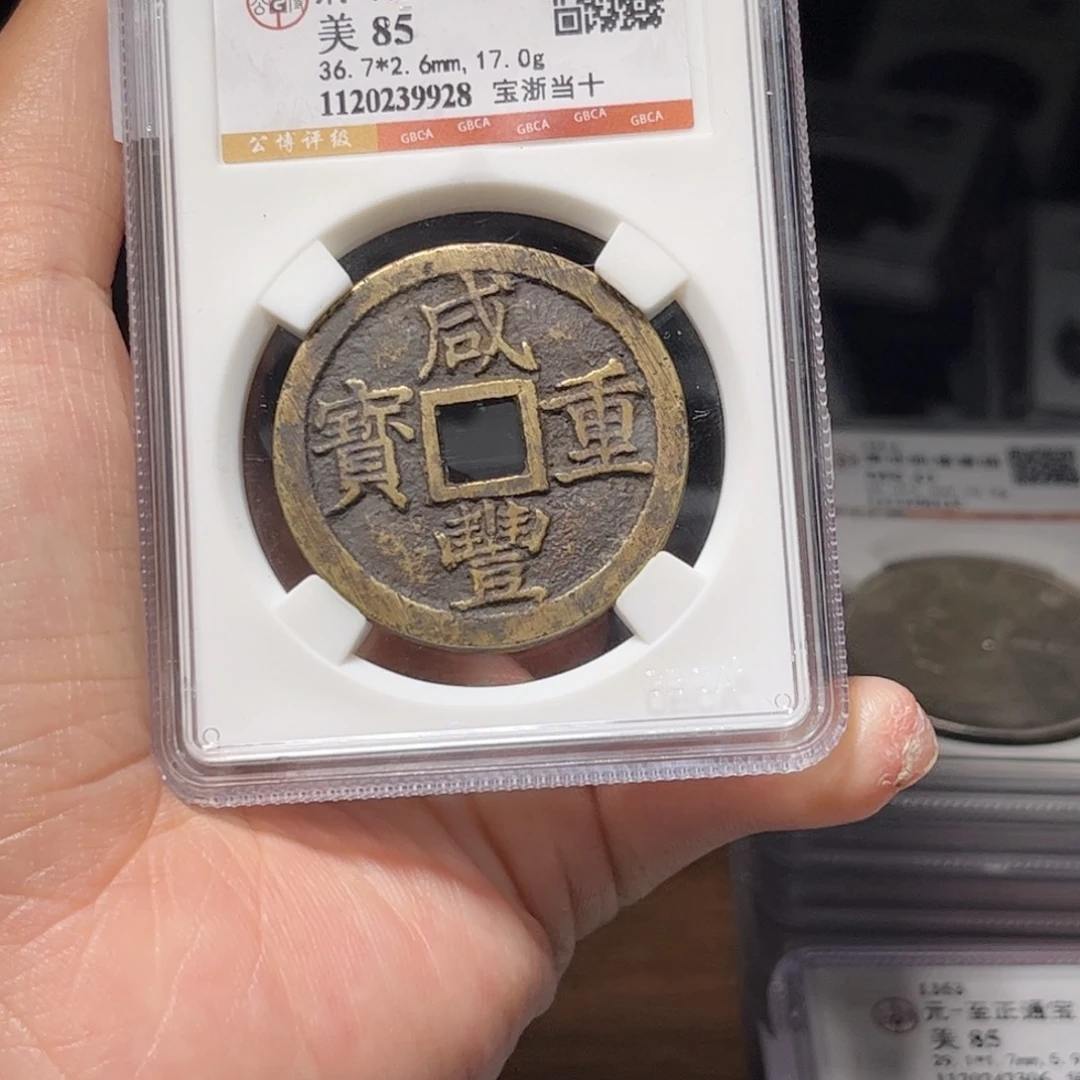 美 85
36.7*2.6mm, 17.0g
1120239928 宝浙当十
公博评级 GBCA GBCA GBCA GBCA GBCA
咸
寶 重
豐
GBCA
元-至正通宝
美 85